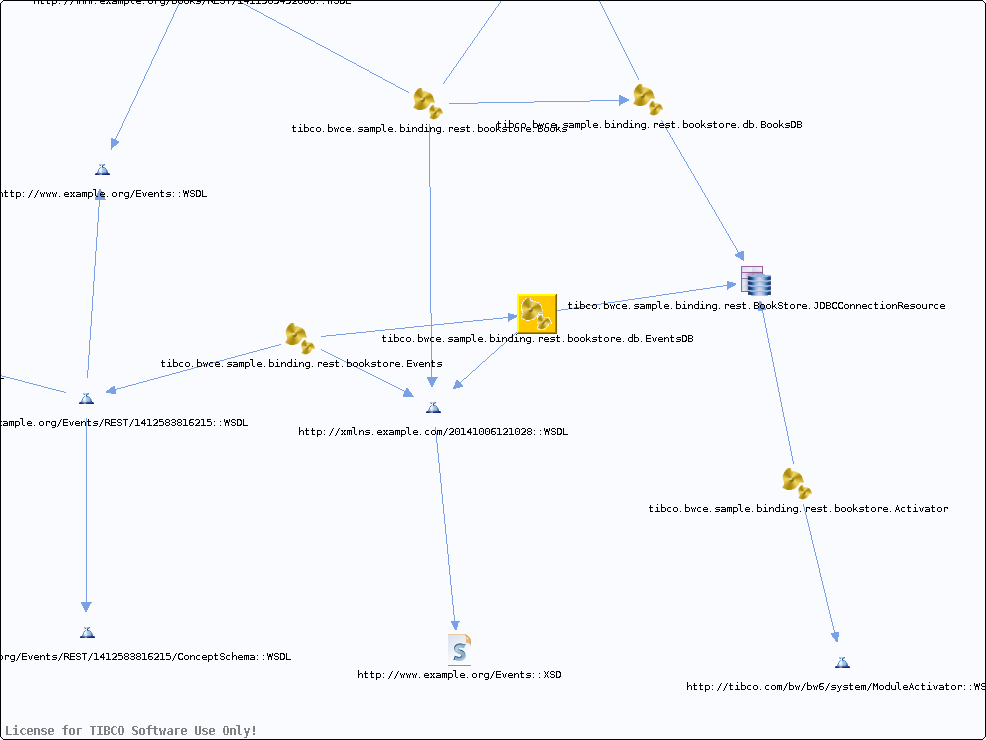 http://www.example.org/Books/REST/1411585452000::WSDL
tibco.bwce.sample.binding.rest.bookstore.Books
tibco.bwce.sample.binding.rest.bookstore.db.BooksDB
http://www.example.org/Events::WSDL
tibco.bwce.sample.binding.rest.BookStore.JDBCConnectionResource
tibco.bwce.sample.binding.rest.bookstore.db.EventsDB
tibco.bwce.sample.binding.rest.bookstore.Events
ample.org/Events/REST/1412583816215::WSDL
http://xmlns.example.com/20141006121028::WSDL
tibco.bwce.sample.binding.rest.bookstore.Activator
org/Events/REST/1412583816215/ConceptSchema::WSDL
http://www.example.org/Events::XSD
http://tibco.com/bw/bw6/system/ModuleActivator::WS
License for TIBCO Software Use Only!